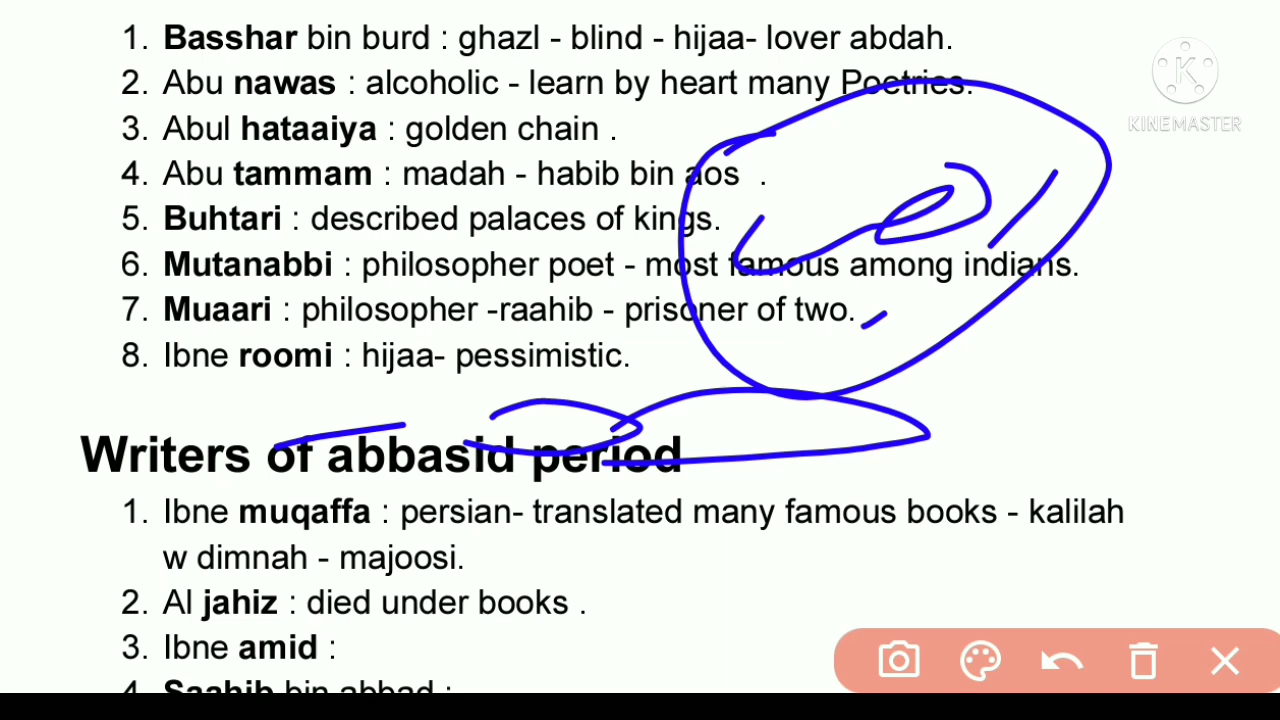 1. Basshar bin burd : ghazl - blind - hijaa- lover abdah.
2. Abu nawas : alcoholic - learn by heart many Poetries.
3. Abul hataaiya : golden chain .
4. Abu tammam : madah - habib bin aos .
5. Buhtari : described palaces of kings.
6. Mutanabbi : philosopher poet - most famous among indians.
7. Muaari : philosopher -raahib - prisoner of two.
8. Ibne roomi : hijaa- pessimistic.
Writers of abbasid period
1. Ibne muqaffa : persian- translated many famous books - kalilah
w dimnah - majoosi.
2. Al jahiz : died under books .
3. Ibne amid :
4. Saahib bin abbad :
K
KINEMASTER